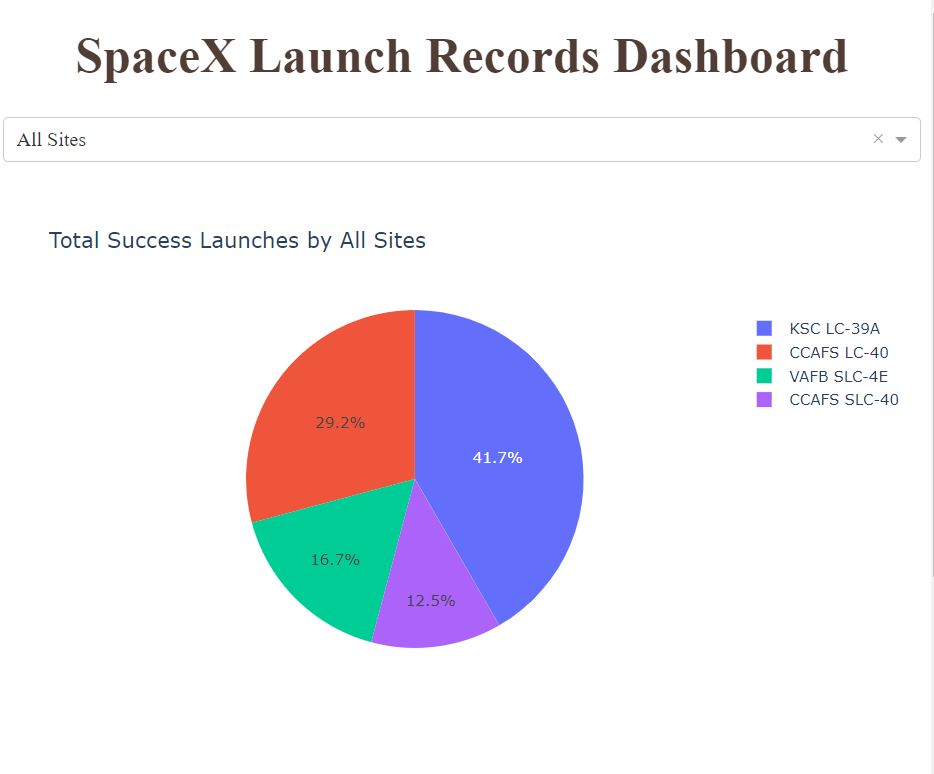 SpaceX Launch Records Dashboard
All Sites ×
Total Success Launches by All Sites
KSC LC-39A
CCAFS LC-40
VAFB SLC-4E
CCAFS SLC-40
29.2%
41.7%
16.7%
12.5%